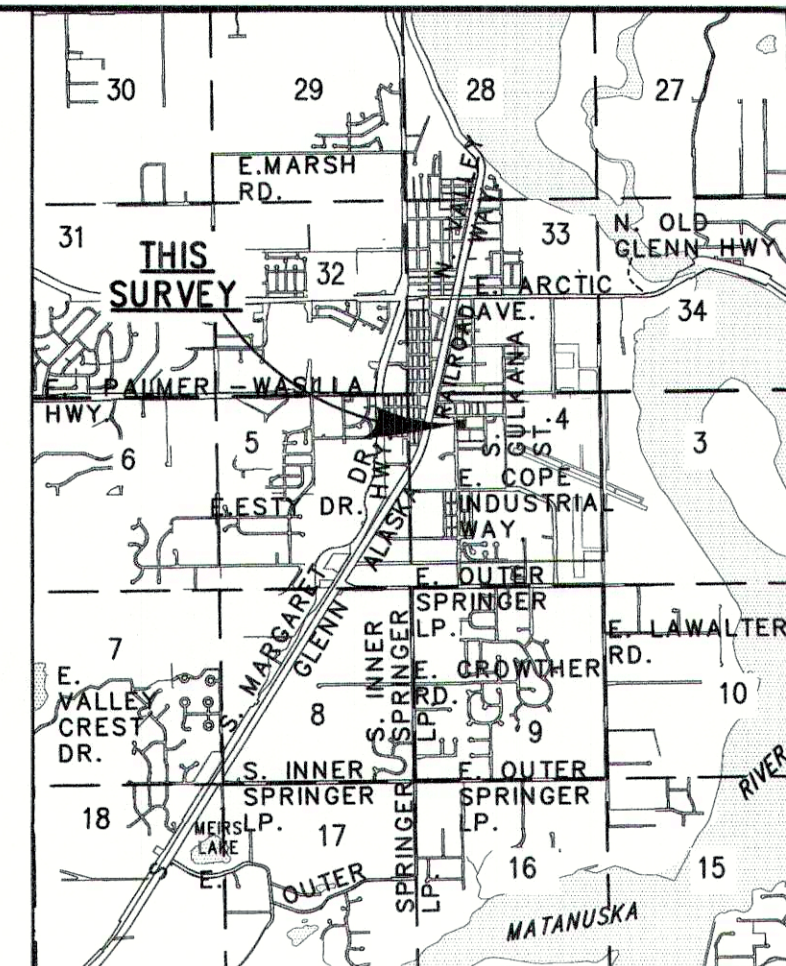 30
29
28
27
E.MARSH
RD.
N. VALLEY
WAY
31
32
33
N. OLD
GLENN HWY
THIS
SURVEY
E. ARCTIC
AVE.
34
RAILROAD
E. PALMER-WASILLA
HWY
6
5
4
3
S.
GULKANA
ST.
DR.
HWY
E.ESTY DR.
E. COPE
INDUSTRIAL
WAY
ALASKA
S. MARGARET
GLENN
E. OUTER
SPRINGER
LP.
E. LAWALTER
RD.
7
8
9
10
S. INNER
SPRINGER
LP.
E. CROWTHER
RD.
E.
VALLEY
CREST
DR.
S. INNER
SPRINGER
LP.
E. OUTER
SPRINGER
LP.
RIVER
18
17
16
15
MEIRS
LAKE
E. OUTER
SPRINGER
LP.
MATANUSKA